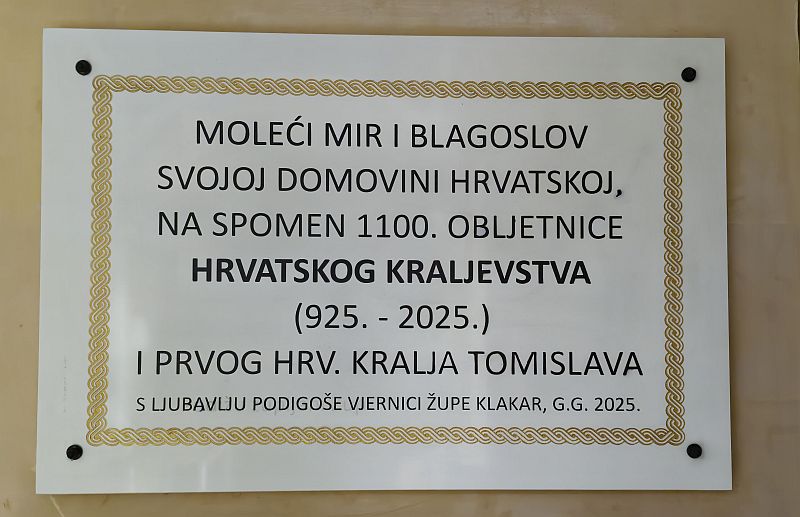 MOLEĆI MIR I BLAGOSLOV
SVOJOJ DOMOVINI HRVATSKOJ,
NA SPOMEN 1100. OBLJETNICE
HRVATSKOG KRALJEVSTVA
(925. - 2025.)
I PRVOG HRV. KRALJA TOMISLAVA
S LJUBAVLJU PODIGOŠE VJERNICI ŽUPE KLAKAR, G.G. 2025.